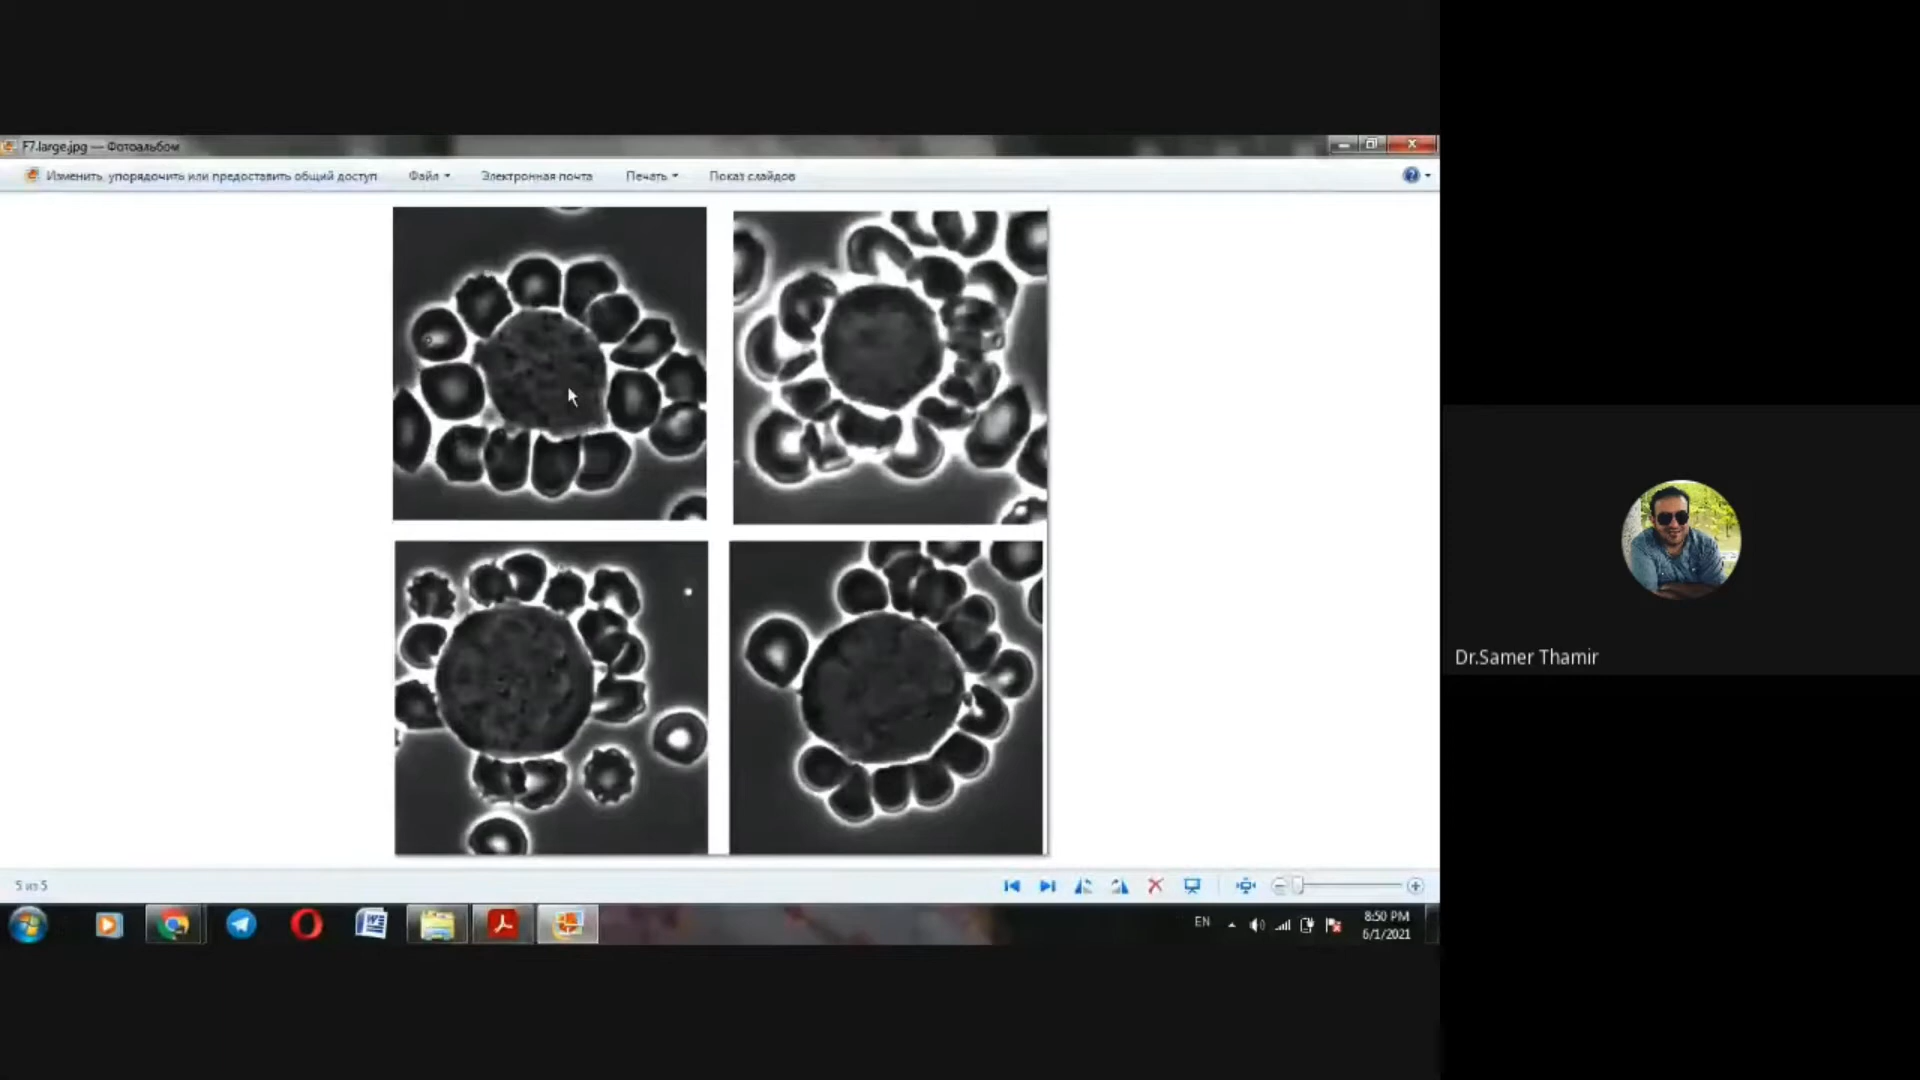 F7.large.jpg — Фотоальбом
Изменить, упорядочить или предоставить общий доступ Файл Электронная почта Печать Показ слайдов
Dr.Samer Thamir
5 из 5
EN
8:50 PM
6/1/2021